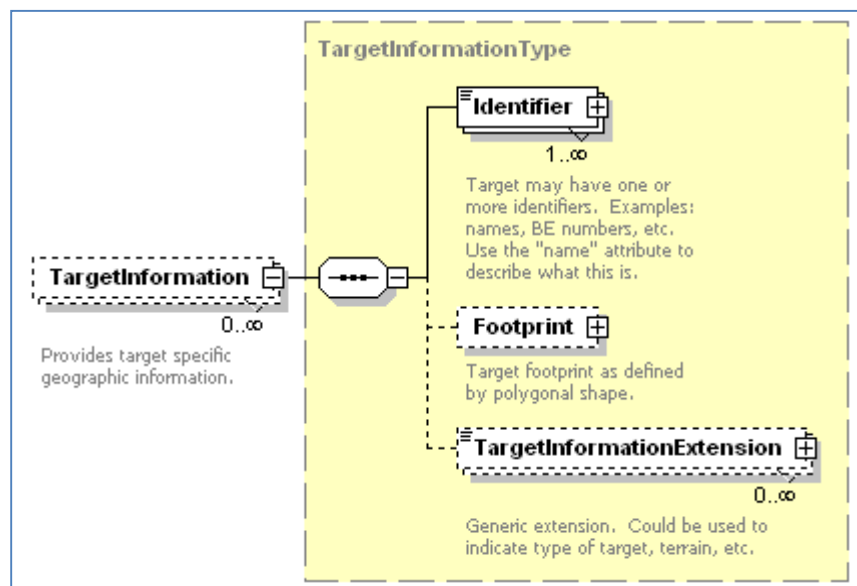 TargetInformationType
Identifier
1..∞
Target may have one or
more identifiers.  Examples:
names, BE numbers, etc.
Use the "name" attribute to
describe what this is.
TargetInformation
0..∞
Provides target specific
geographic information.
Footprint
Target footprint as defined
by polygonal shape.
TargetInformationExtension
0..∞
Generic extension.  Could be used to
indicate type of target, terrain, etc.